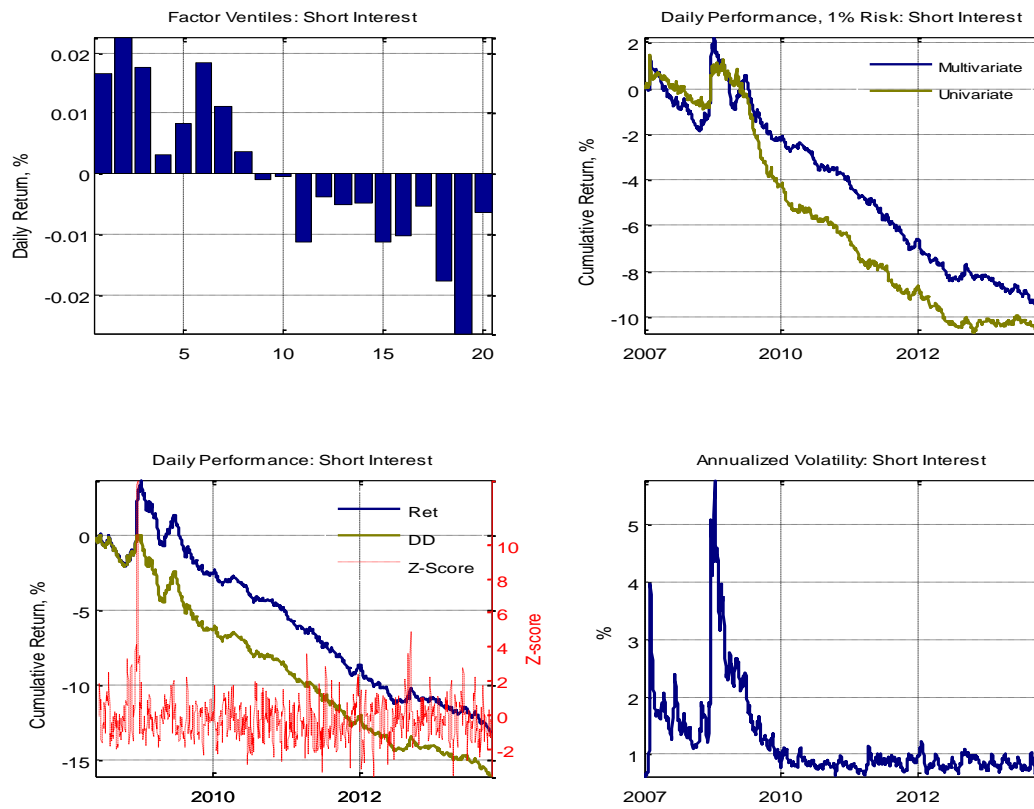 Factor Ventiles: Short Interest
Daily Return, %
0.02
0.01
0
-0.01
-0.02
5 10 15 20
Daily Performance, 1% Risk: Short Interest
Cumulative Return, %
2
0
-2
-4
-6
-8
-10
2007 2010 2012
Multivariate
Univariate
Daily Performance: Short Interest
Cumulative Return, %
0
-5
-10
-15
2010 2012
Ret
DD
Z-Score
10
8
6
4
2
0
-2
Z-score
Annualized Volatility: Short Interest
%
5
4
3
2
1
2007 2010 2012